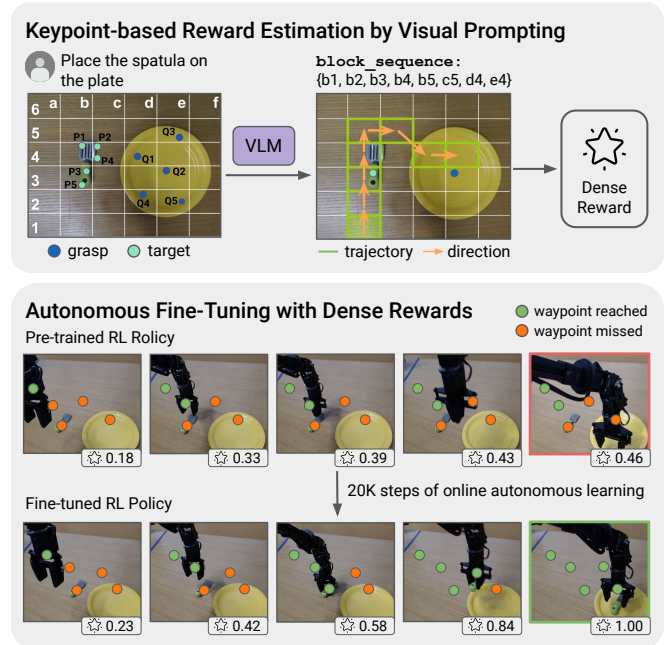 Keypoint-based Reward Estimation by Visual Prompting
Place the spatula on
the plate
block_sequence:
{b1, b2, b3, b4, b5, c5, d4, e4}
a b c d e f
6
5
4
3
2
1
P1 P2
P4
P3
P5
Q3
Q1
Q2
Q4 Q5
VLM
Dense
Reward
grasp target
trajectory direction
Autonomous Fine-Tuning with Dense Rewards
waypoint reached
waypoint missed
Pre-trained RL Rolicy
0.18 0.33 0.39 0.43 0.46
20K steps of online autonomous learning
Fine-tuned RL Policy
0.23 0.42 0.58 0.84 1.00